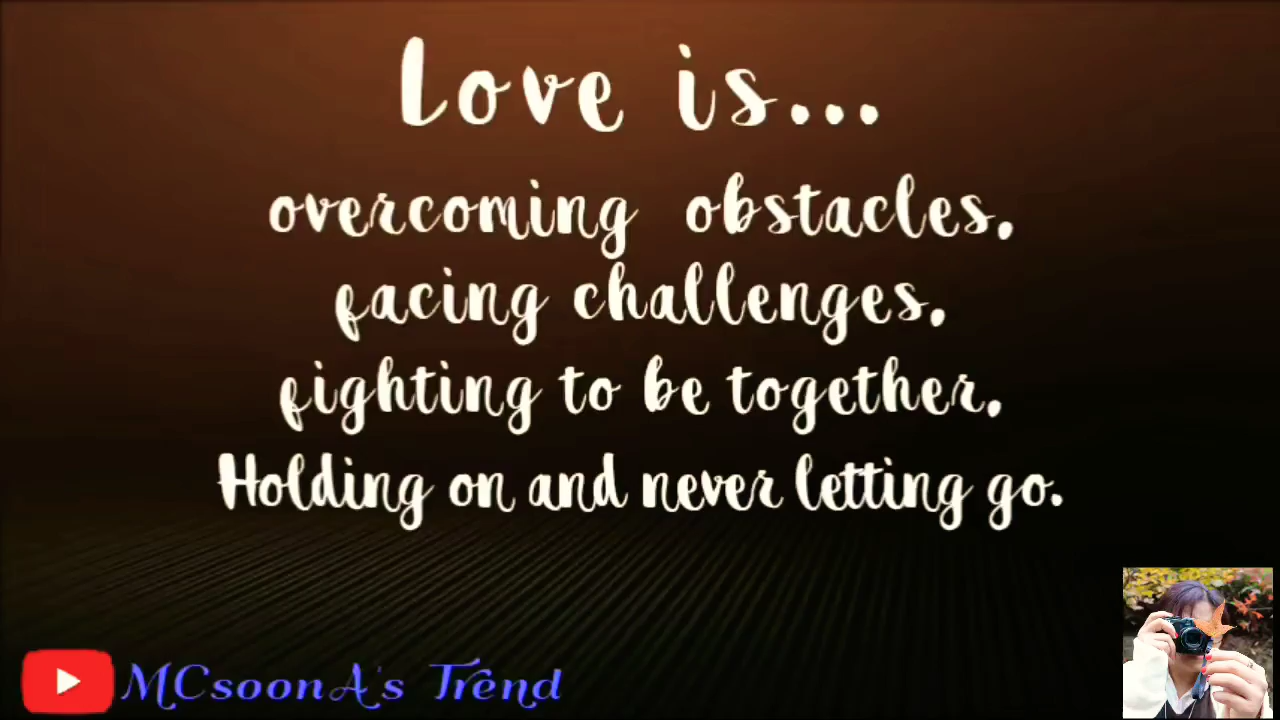 Love is...
overcoming obstacles.
facing challenges.
fighting to be together.
Holding on and never letting go.
MCsoonA's Trend